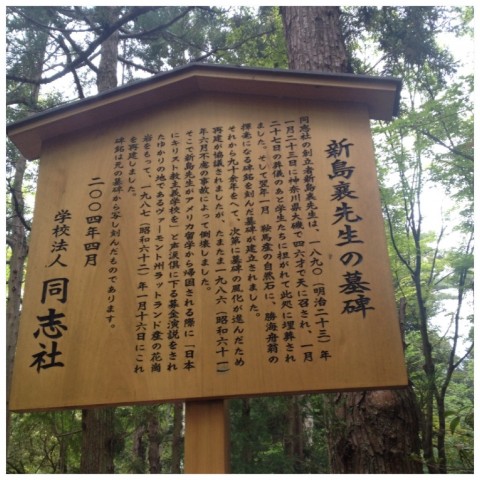 新島襄先生の墓碑
同志社の創立者新島襄先生は、一八九〇（明治二十三）年
一月二十三日に神奈川県大磯で四六才で天に召され、一月
二十七日の葬儀のあと学生たちに担がれて此処に埋葬され
ました。そして翌年一月　鞍馬産の自然石に、勝海舟翁の
揮毫になる碑銘を刻んだ墓碑が建立されました。
それから九十余年をへて、次第に墓碑の風化が進んだため
再建が協議されましたが、たまたま一九八六（昭和六十一）
年六月不慮の事故によって倒壊しました。
そこで新島先生がアメリカ留学から帰国される際に「日本
にキリスト教主義学校を」と声涙倶に下る募金演説をされ
たゆかりの地であるヴァーモント州ラットランド産の花崗
岩をもって、一九八七（昭和六十二）年一月十六日にこれ
を再建しました。
碑銘は元の墓碑から写し刻んだものであります。
二〇〇四年四月
学校法人 同志社